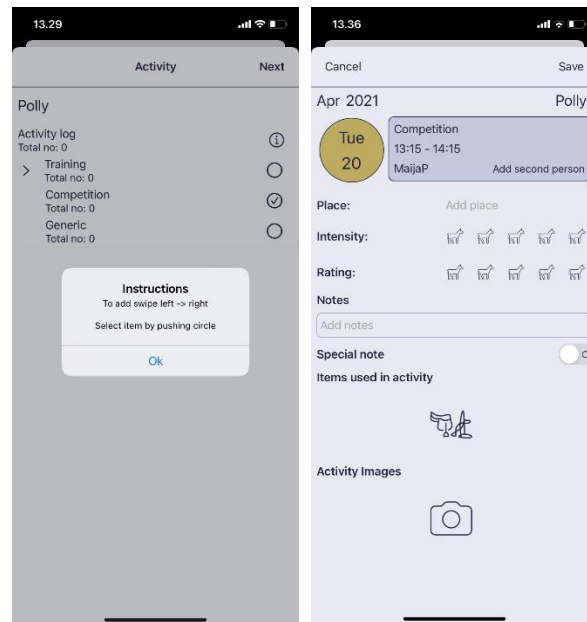 13.29
Activity
Next
Polly
Activity log
Total no: 0
Training
Total no: 0
Competition
Total no: 0
Generic
Total no: 0
Instructions
To add swipe left -> right
Select item by pushing circle
Ok
13.36
Cancel
Save
Apr 2021
Polly
Tue
20
Competition
13:15 - 14:15
MaijaP
Add second person
Place:
Add place
Intensity:
Rating:
Notes
Add notes
Special note
Items used in activity
Activity Images